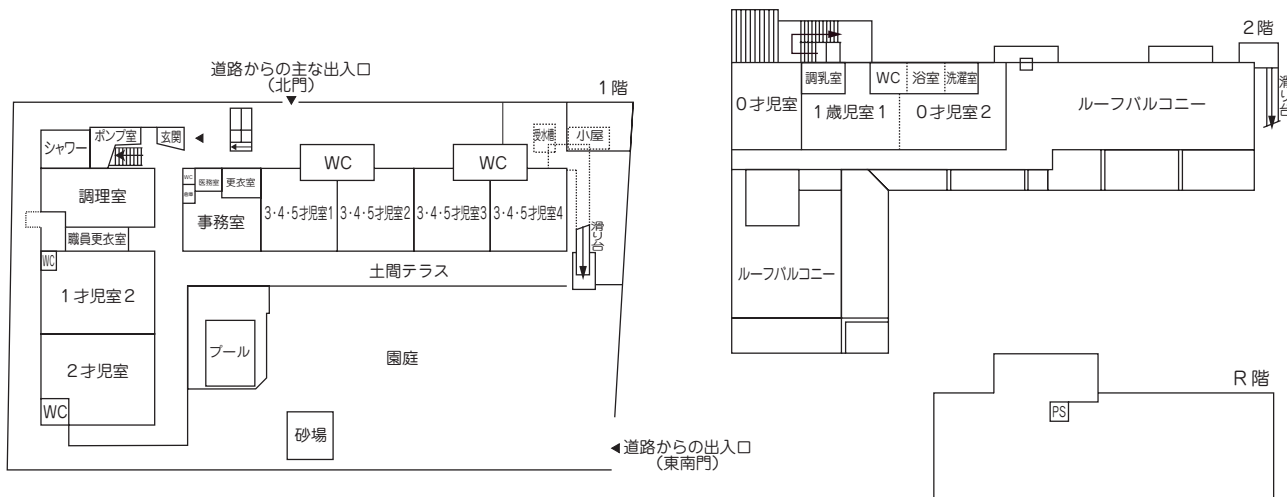 道路からの主な出入口
（北門）
1階
シャワー
ポンプ室
玄関
受水槽
小屋
WC
WC
調理室
WC
医務室
更衣室
事務室
3・4・5才児室1
3・4・5才児室2
3・4・5才児室3
3・4・5才児室4
滑り台
職員更衣室
WC
土間テラス
1才児室2
プール
園庭
2才児室
WC
砂場
道路からの出入口
（東南門）
2階
調乳室
WC
浴室
洗濯室
滑り台
0才児室
1歳児室1
0才児室2
ルーフバルコニー
ルーフバルコニー
R階
PS